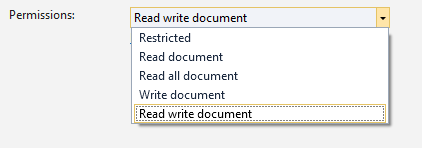 Permissions: Read write document
Restricted
Read document
Read all document
Write document
Read write document